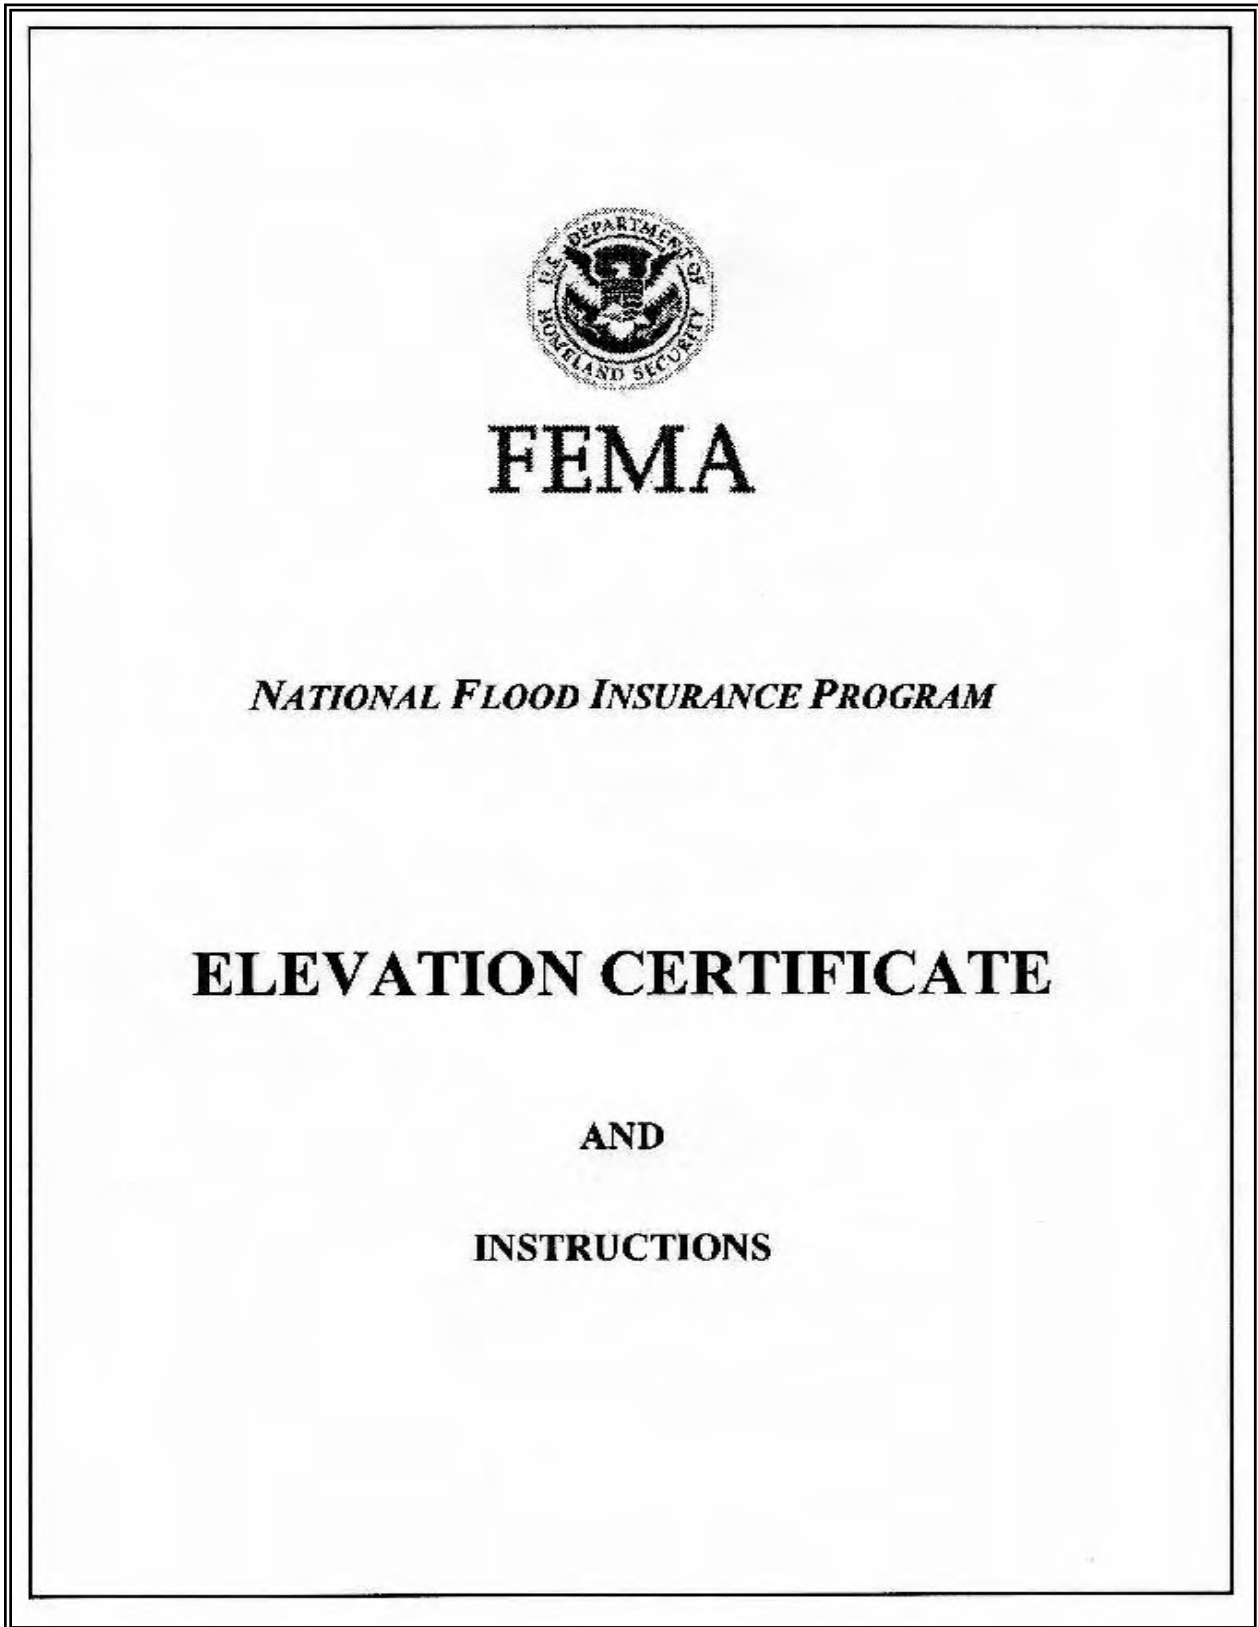 U.S. DEPARTMENT OF
HOMELAND SECURITY
FEMA
NATIONAL FLOOD INSURANCE PROGRAM
ELEVATION CERTIFICATE
AND
INSTRUCTIONS